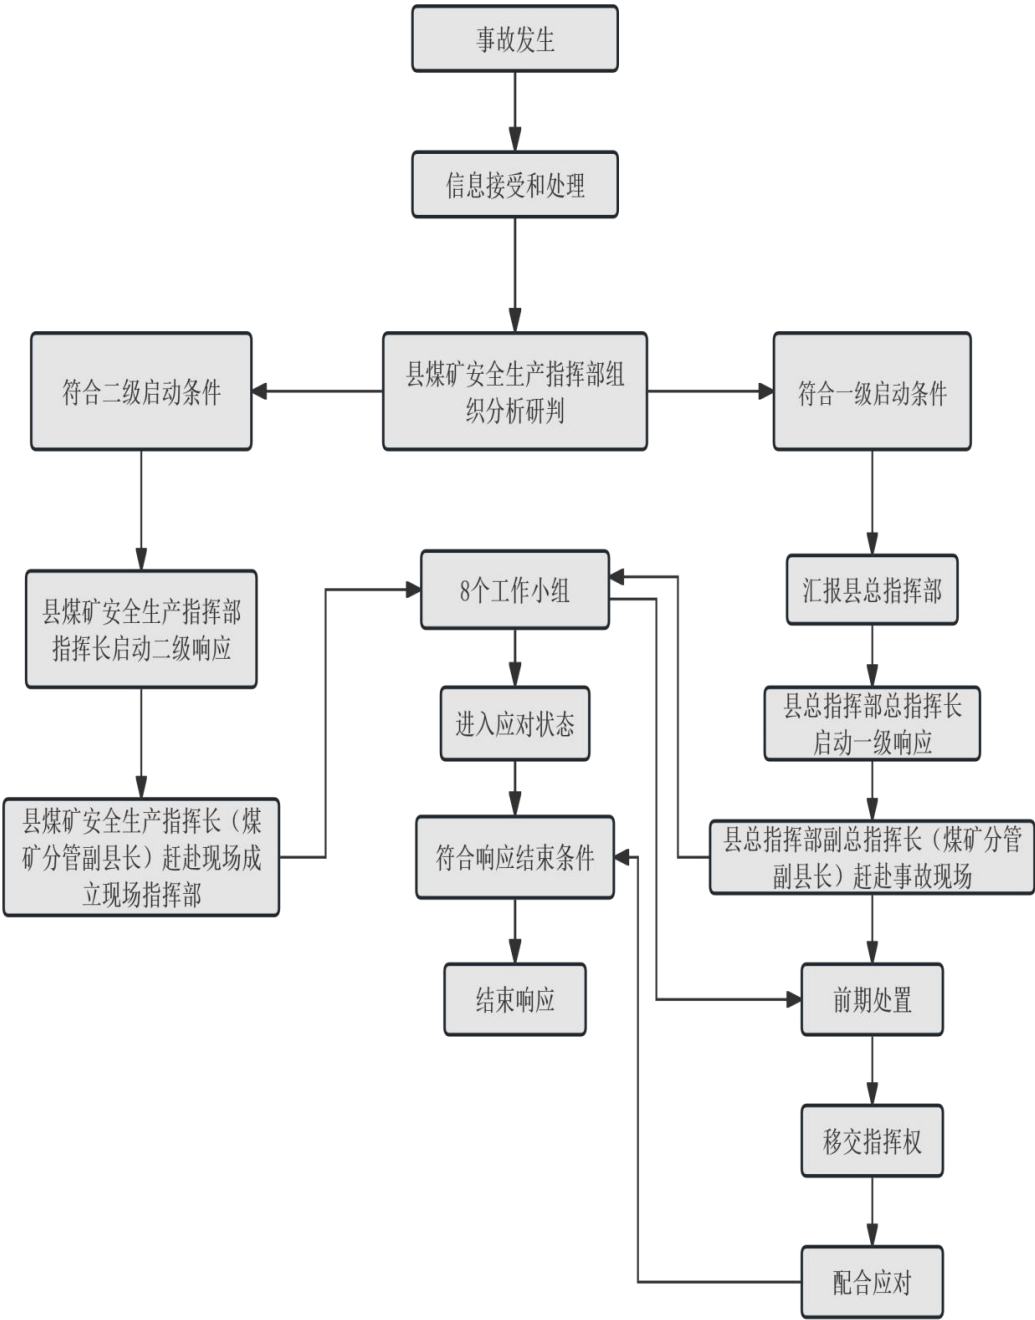 事故发生
信息接受和处理
符合二级启动条件
县煤矿安全生产指挥部组
织分析研判
符合一级启动条件
县煤矿安全生产指挥部
指挥长启动二级响应
8个工作小组
汇报县总指挥部
进入应对状态
县总指挥部总指挥长
启动一级响应
县煤矿安全生产指挥长（煤
矿分管副县长）赶赴现场成
立现场指挥部
符合响应结束条件
县总指挥部副总指挥长（煤矿分管
副县长）赶赴事故现场
结束响应
前期处置
移交指挥权
配合应对